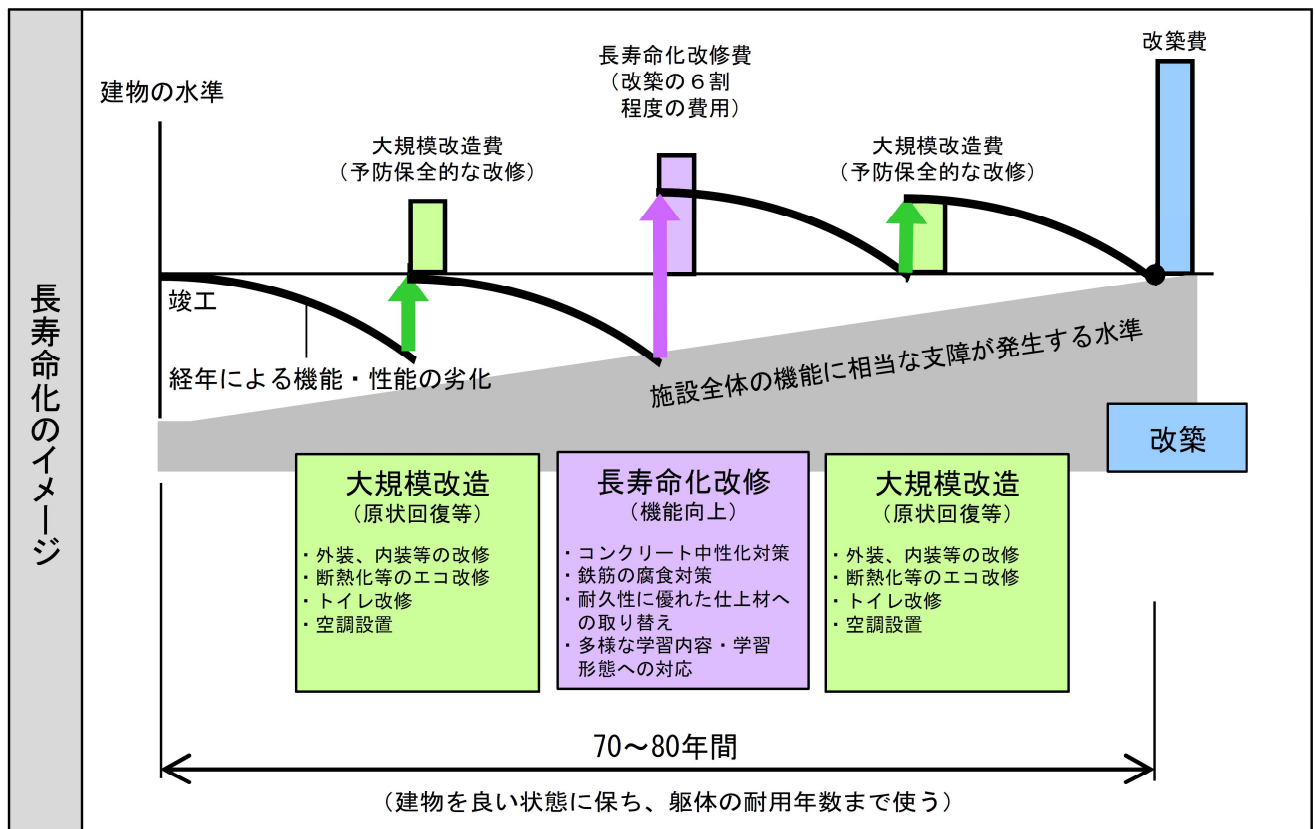 長寿命化のイメージ
建物の水準
大規模改造費
（予防保全的な改修）
長寿命化改修費
（改築の６割
程度の費用）
大規模改造費
（予防保全的な改修）
改築費
竣工
経年による機能・性能の劣化
施設全体の機能に相当な支障が発生する水準
改築
大規模改造
（原状回復等）
・外装、内装等の改修
・断熱化等のエコ改修
・トイレ改修
・空調設置
長寿命化改修
（機能向上）
・コンクリート中性化対策
・鉄筋の腐食対策
・耐久性に優れた仕上材へ
の取り替え
・多様な学習内容・学習
形態への対応
大規模改造
（原状回復等）
・外装、内装等の改修
・断熱化等のエコ改修
・トイレ改修
・空調設置
70～80年間
（建物を良い状態に保ち、躯体の耐用年数まで使う）